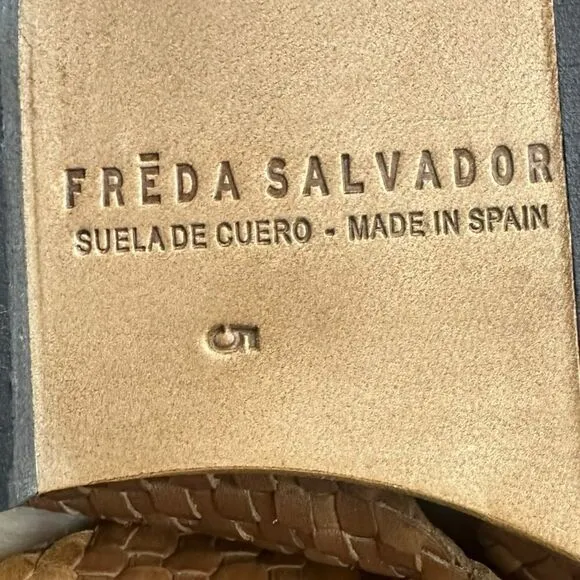 FRĒDA SALVADOR
SUELA DE CUERO - MADE IN SPAIN
5